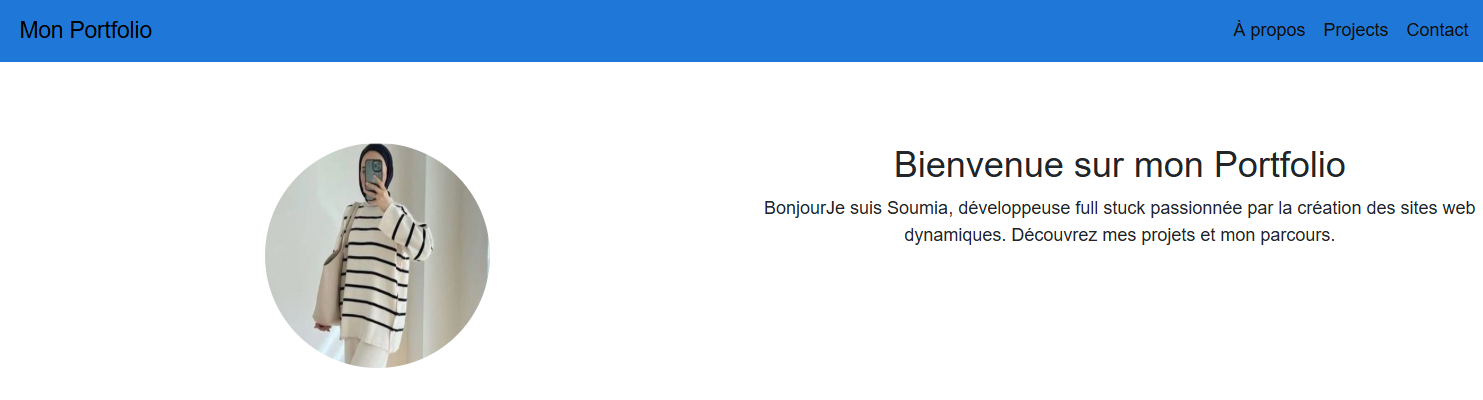 Mon Portfolio
À propos Projects Contact
Bienvenue sur mon Portfolio
BonjourJe suis Soumia, développeuse full stuck passionnée par la création des sites web
dynamiques. Découvrez mes projets et mon parcours.